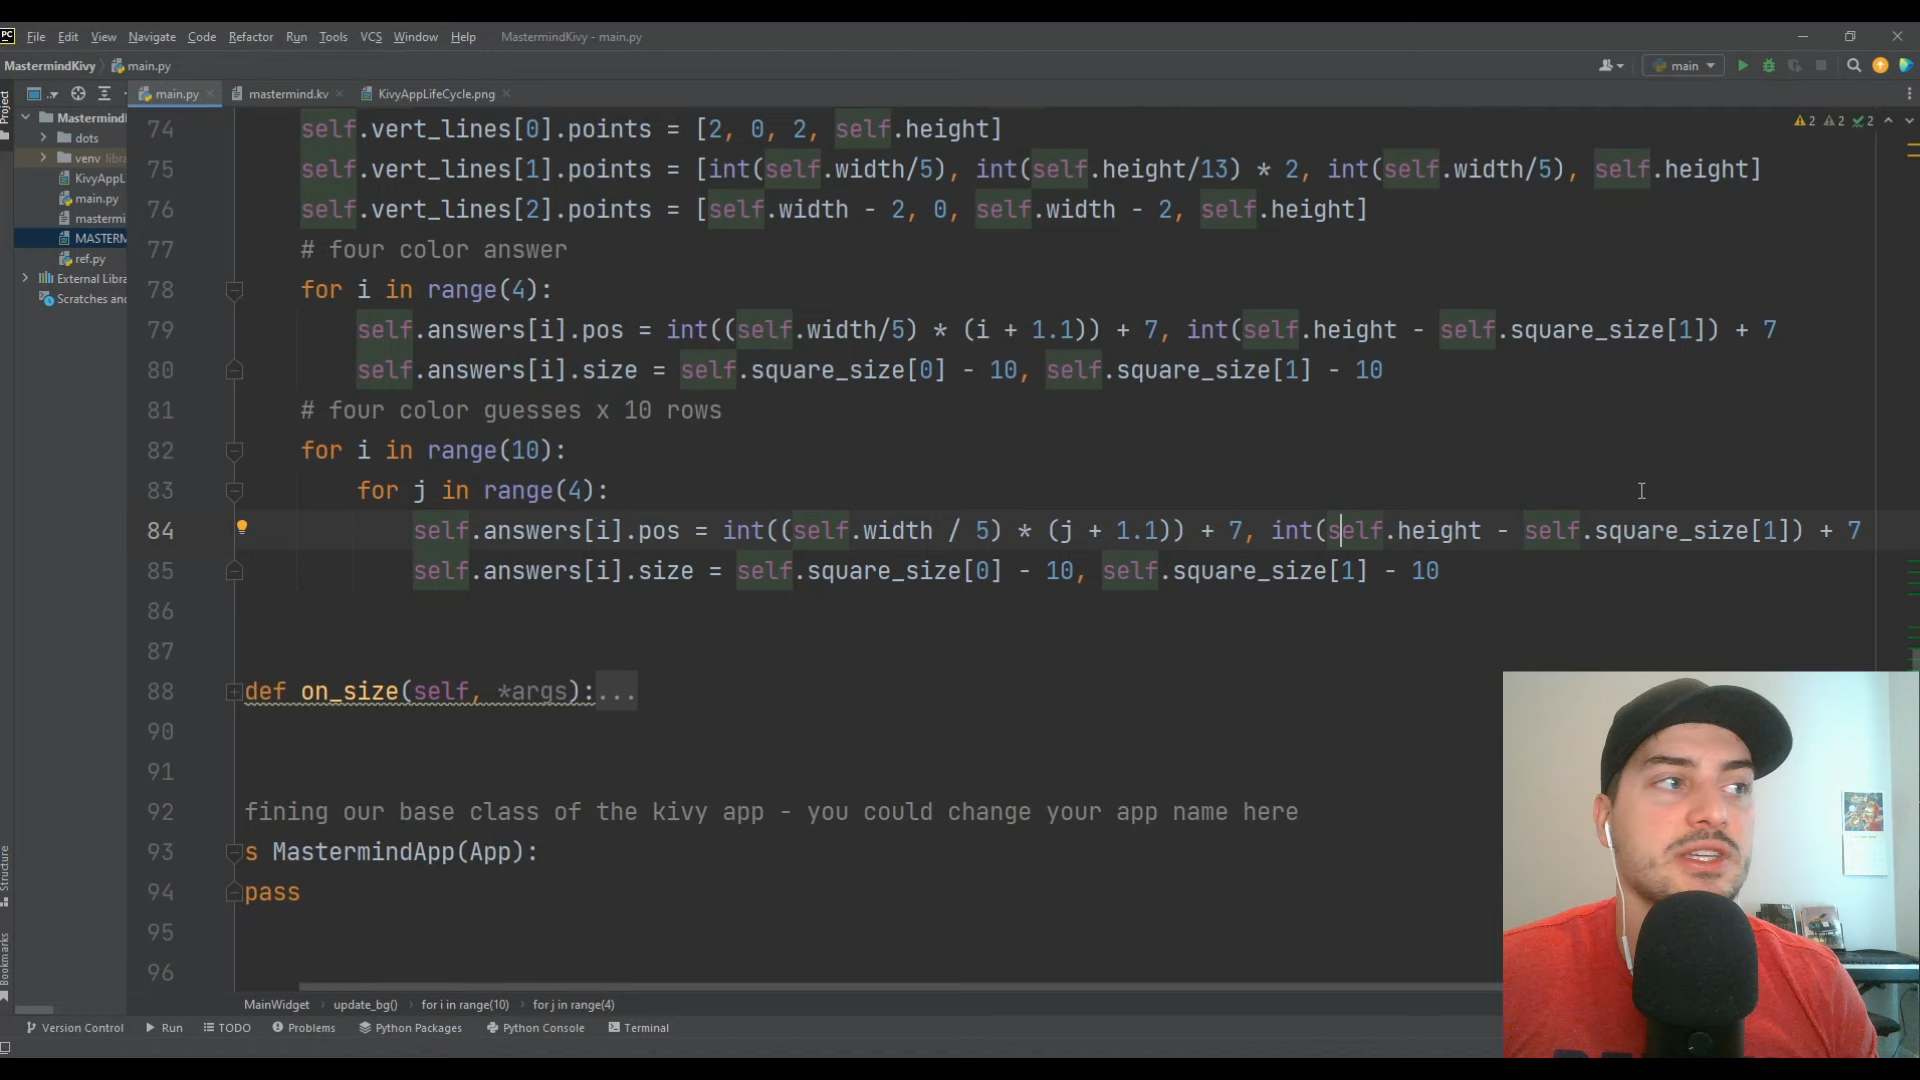 PC File Edit View Navigate Code Refactor Run Tools VCS Window Help MastermindKivy - main.py
MastermindKivy main.py main
main.py mastermind.kv KivyAppLifeCycle.png
Project
Mastermindl
dots
venv libra
KivyAppL
main.py
mastermi
MASTERM
ref.py
External Libra
Scratches and
2 2 2
74 self.vert_lines[0].points = [2, 0, 2, self.height]
75 self.vert_lines[1].points = [int(self.width/5), int(self.height/13) * 2, int(self.width/5), self.height]
76 self.vert_lines[2].points = [self.width - 2, 0, self.width - 2, self.height]
77 # four color answer
78 for i in range(4):
79 self.answers[i].pos = int((self.width/5) * (i + 1.1)) + 7, int(self.height - self.square_size[1]) + 7
80 self.answers[i].size = self.square_size[0] - 10, self.square_size[1] - 10
81 # four color guesses x 10 rows
82 for i in range(10):
83 for j in range(4):
84 self.answers[i].pos = int((self.width / 5) * (j + 1.1)) + 7, int(self.height - self.square_size[1]) + 7
85 self.answers[i].size = self.square_size[0] - 10, self.square_size[1] - 10
86
87
88 def on_size(self, *args):...
90
91
92 fining our base class of the kivy app - you could change your app name here
93 s MastermindApp(App):
94 pass
95
96
Structure
Bookmarks
MainWidget update_bg() for i in range(10) for j in range(4)
Version Control Run TODO Problems Python Packages Python Console Terminal